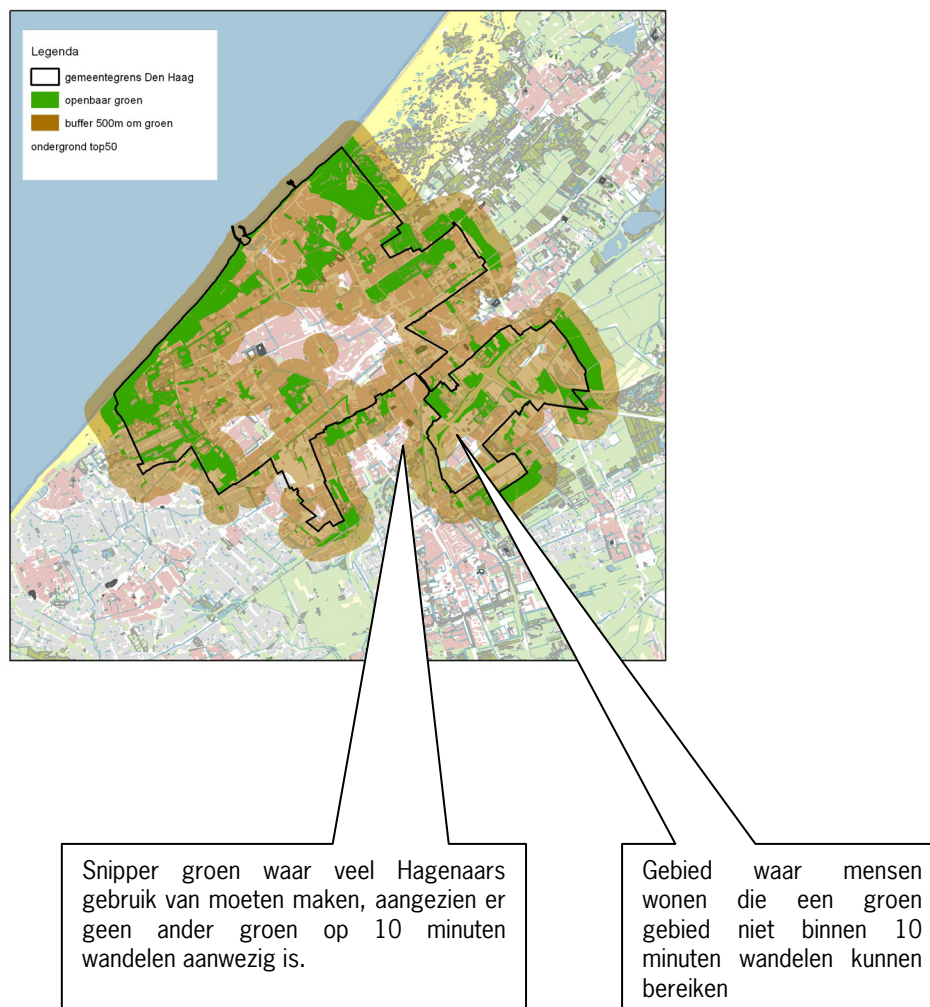 Legenda
gemeentegrens Den Haag
openbaar groen
buffer 500m om groen
ondergrond top50
Snipper groen waar veel Hagenaars
gebruik van moeten maken, aangezien er
geen ander groen op 10 minuten
wandelen aanwezig is.
Gebied waar mensen
wonen die een groen
gebied niet binnen 10
minuten wandelen kunnen
bereiken